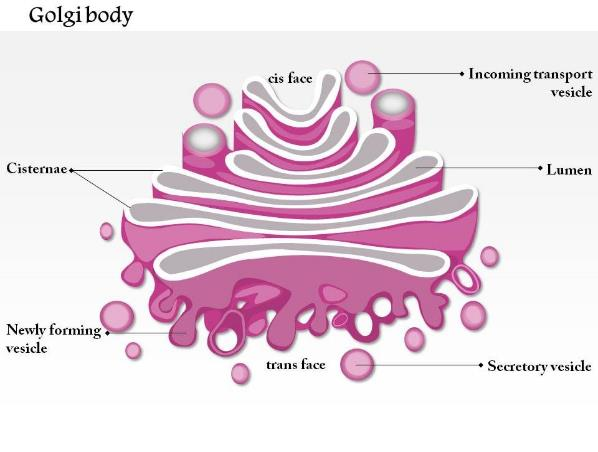 Golgi body
cis face
Incoming transport
vesicle
Cisternae
Lumen
Newly forming
vesicle
trans face
Secretory vesicle